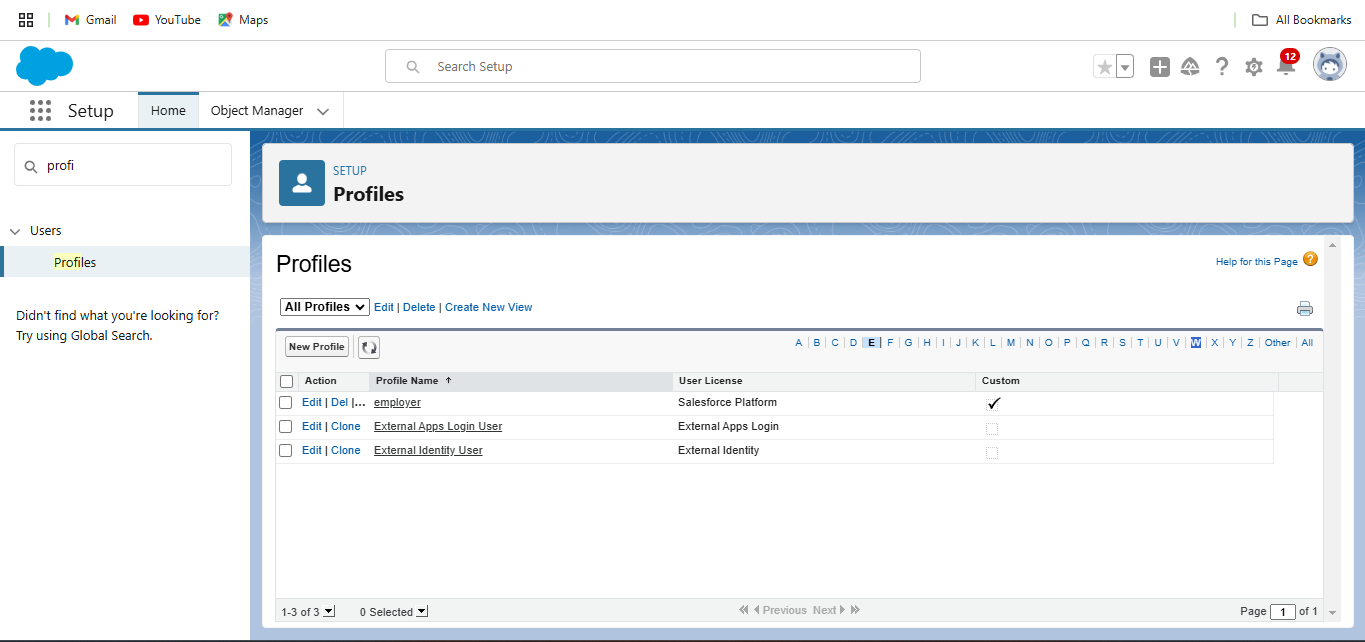 Gmail YouTube Maps All Bookmarks
Search Setup 12
Setup Home Object Manager
profi
Users
Profiles
Didn't find what you're looking for?
Try using Global Search.
SETUP
Profiles
Profiles
Help for this Page ?
All Profiles Edit | Delete | Create New View
New Profile A | B | C | D | E | F | G | H | I | J | K | L | M | N | O | P | Q | R | S | T | U | V | W | X | Y | Z | Other | All
Action Profile Name ↑ User License Custom
Edit | Del |... employer Salesforce Platform ✓
Edit | Clone External Apps Login User External Apps Login
Edit | Clone External Identity User External Identity
1-3 of 3 0 Selected Previous Next Page 1 of 1